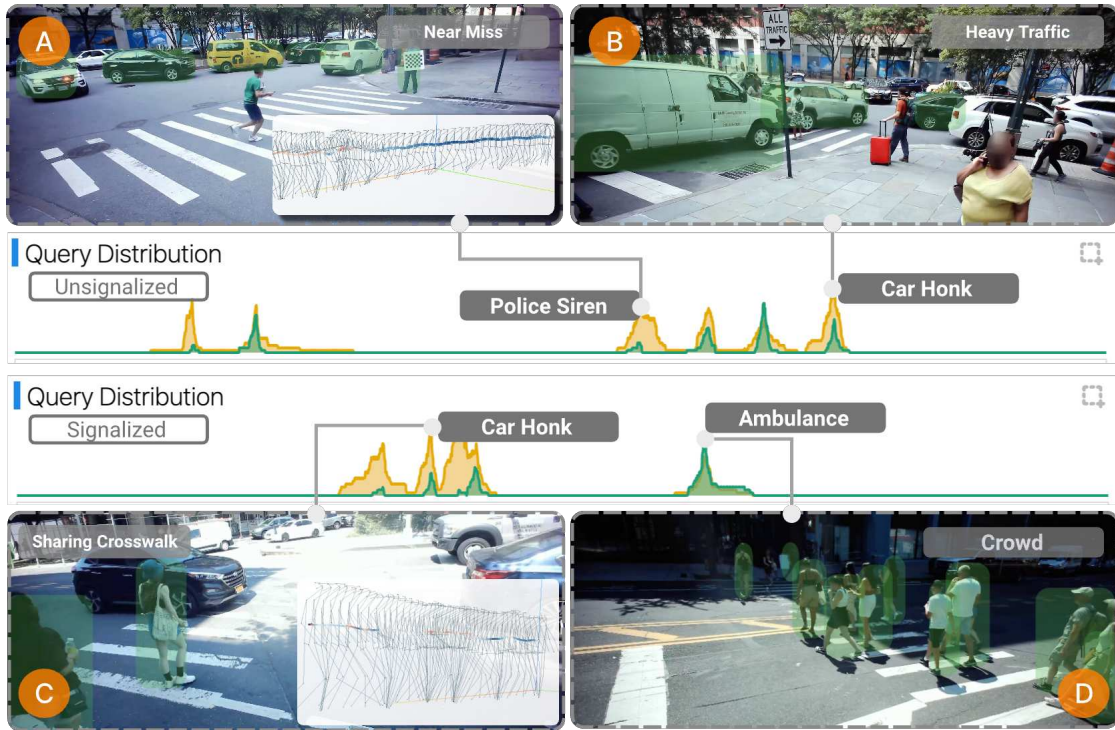 A
Near Miss
B
ALL
TRAFFIC
Heavy Traffic
Query Distribution
Unsignalized
Police Siren
Car Honk
Query Distribution
Signalized
Car Honk
Ambulance
Sharing Crosswalk
C
Crowd
D